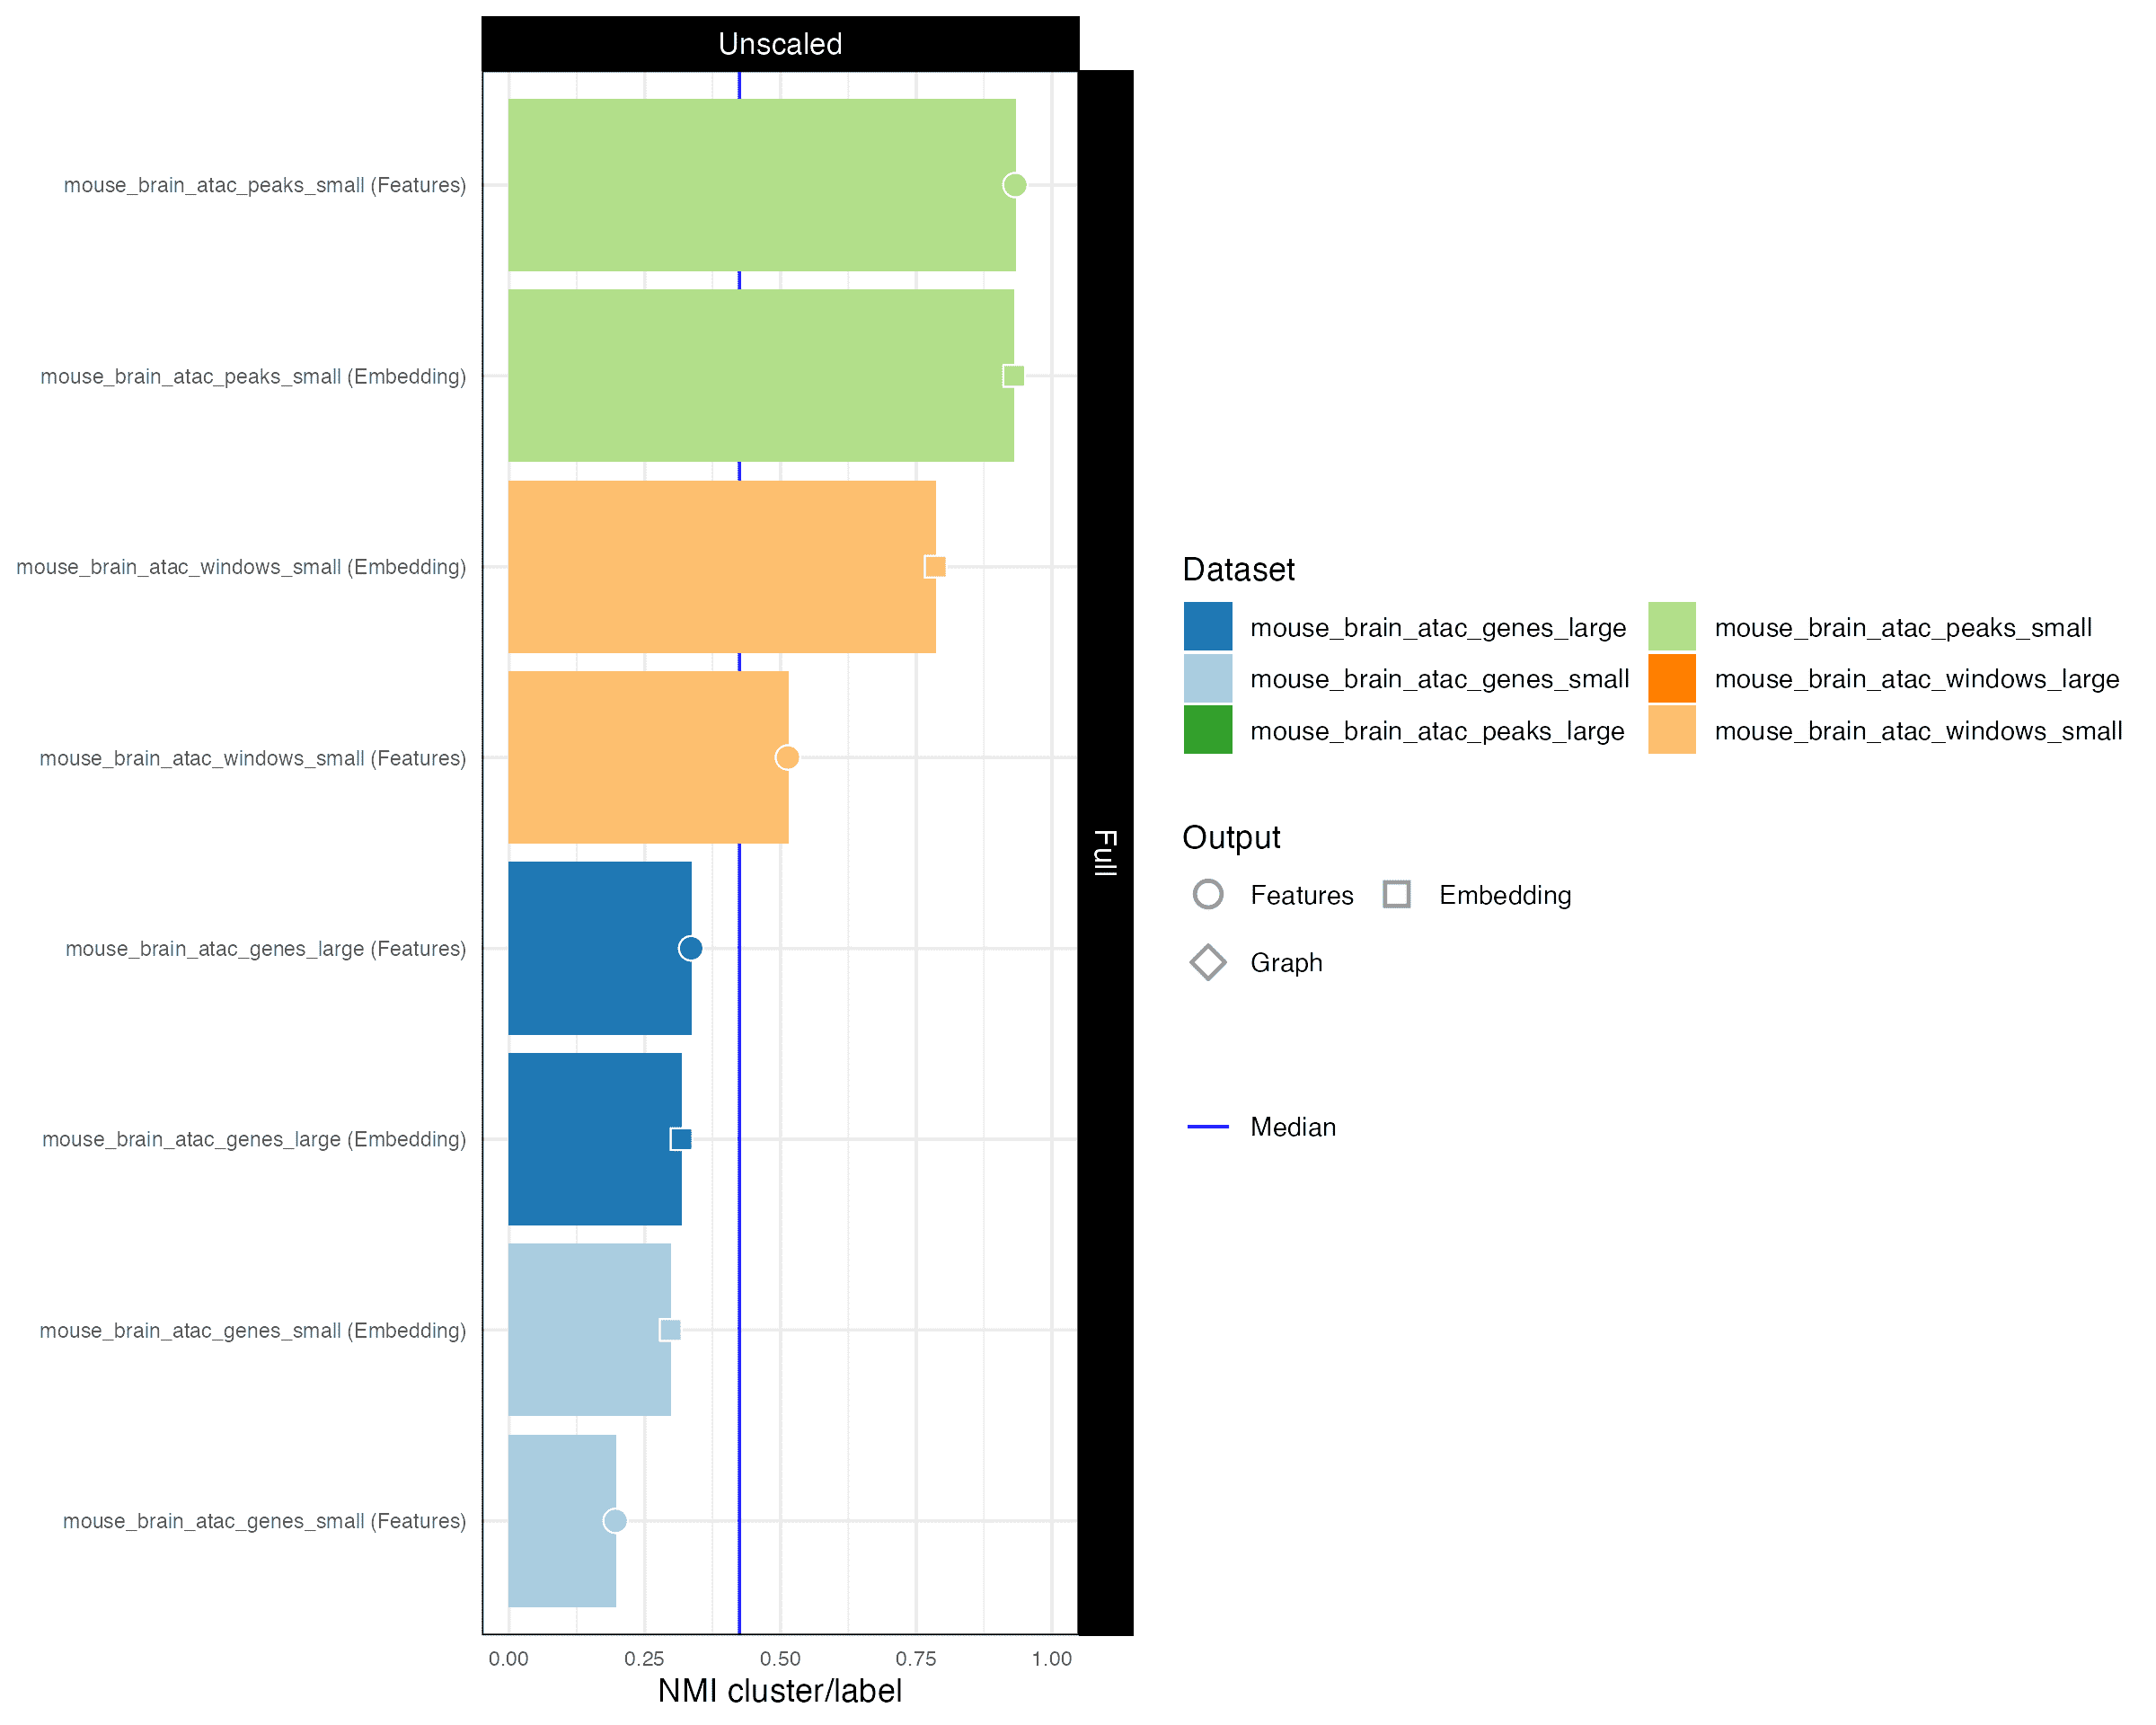 Unscaled
mouse_brain_atac_peaks_small (Features)
mouse_brain_atac_peaks_small (Embedding)
mouse_brain_atac_windows_small (Embedding)
mouse_brain_atac_windows_small (Features)
mouse_brain_atac_genes_large (Features)
mouse_brain_atac_genes_large (Embedding)
mouse_brain_atac_genes_small (Embedding)
mouse_brain_atac_genes_small (Features)
0.00 0.25 0.50 0.75 1.00
NMI cluster/label
Full
Dataset
mouse_brain_atac_genes_large mouse_brain_atac_peaks_small
mouse_brain_atac_genes_small mouse_brain_atac_windows_large
mouse_brain_atac_peaks_large mouse_brain_atac_windows_small
Output
Features Embedding
Graph
Median